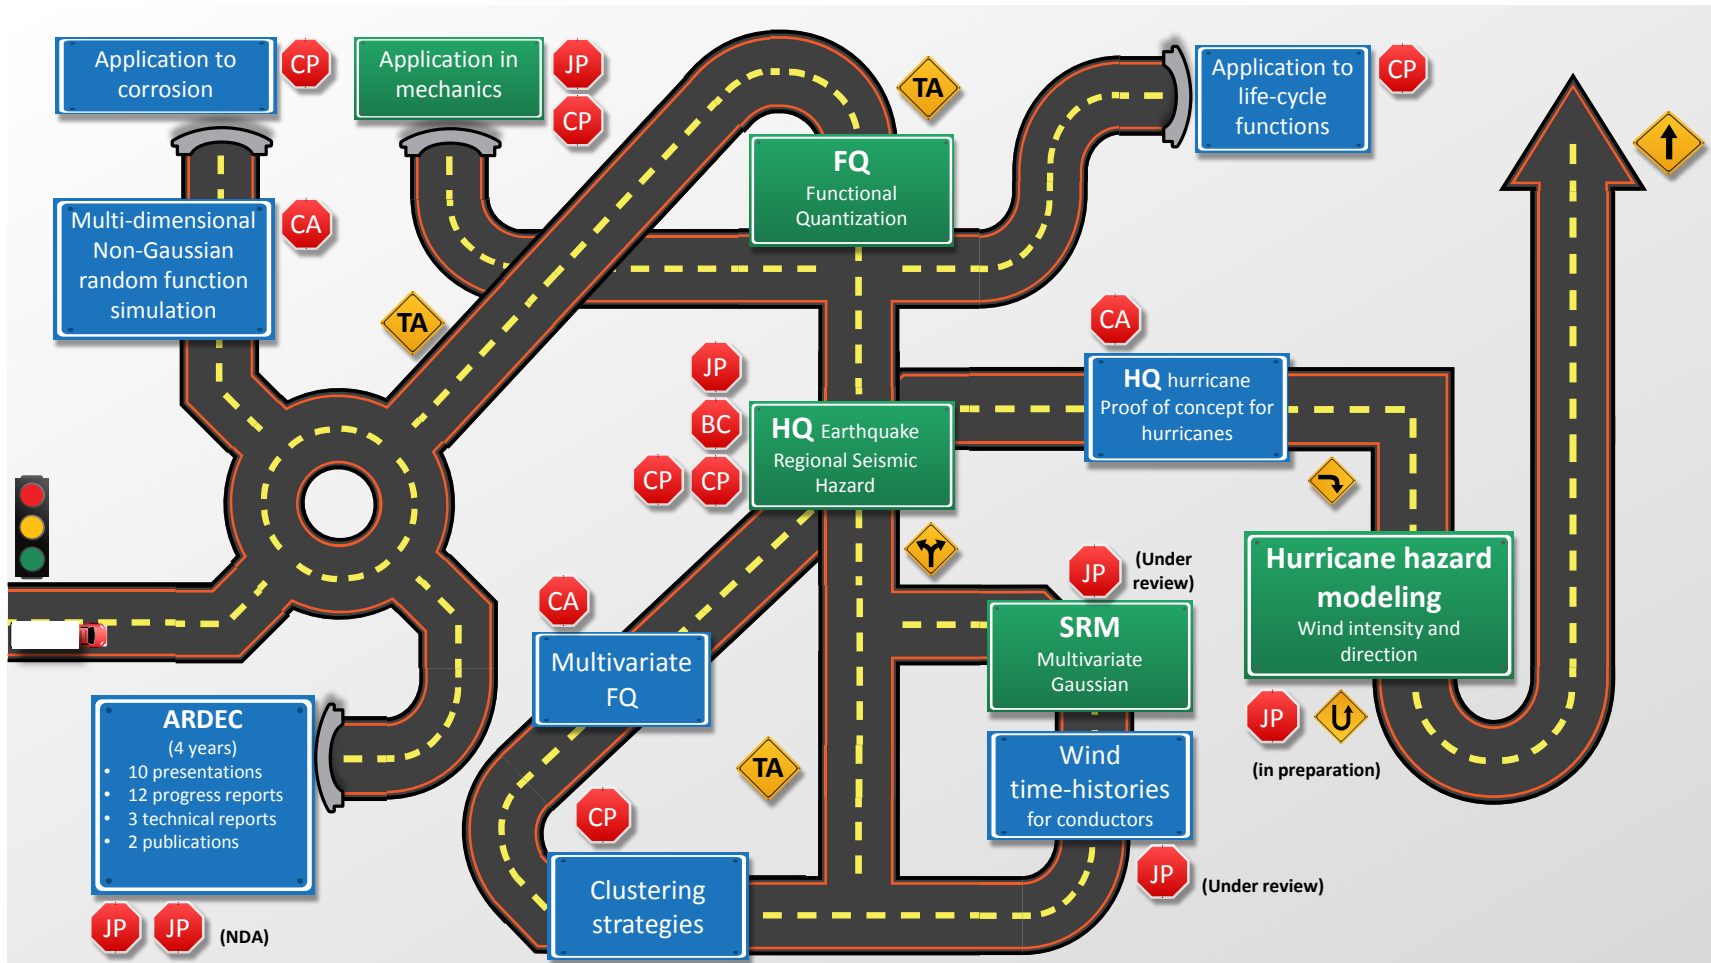 Application to
corrosion
CP
Application in
mechanics
JP
CP
TA
Application to
life-cycle
functions
CP
FQ
Functional
Quantization
Multi-dimensional
Non-Gaussian
random function
simulation
CA
TA
CA
HQ hurricane
Proof of concept for
hurricanes
JP
BC
CP
CP
HQ Earthquake
Regional Seismic
Hazard
JP
(Under
review)
SRM
Multivariate
Gaussian
Hurricane hazard
modeling
Wind intensity and
direction
JP
(in preparation)
CA
Multivariate
FQ
TA
Wind
time-histories
for conductors
JP
(Under review)
CP
Clustering
strategies
ARDEC
(4 years)
• 10 presentations
• 12 progress reports
• 3 technical reports
• 2 publications
JP
JP
(NDA)